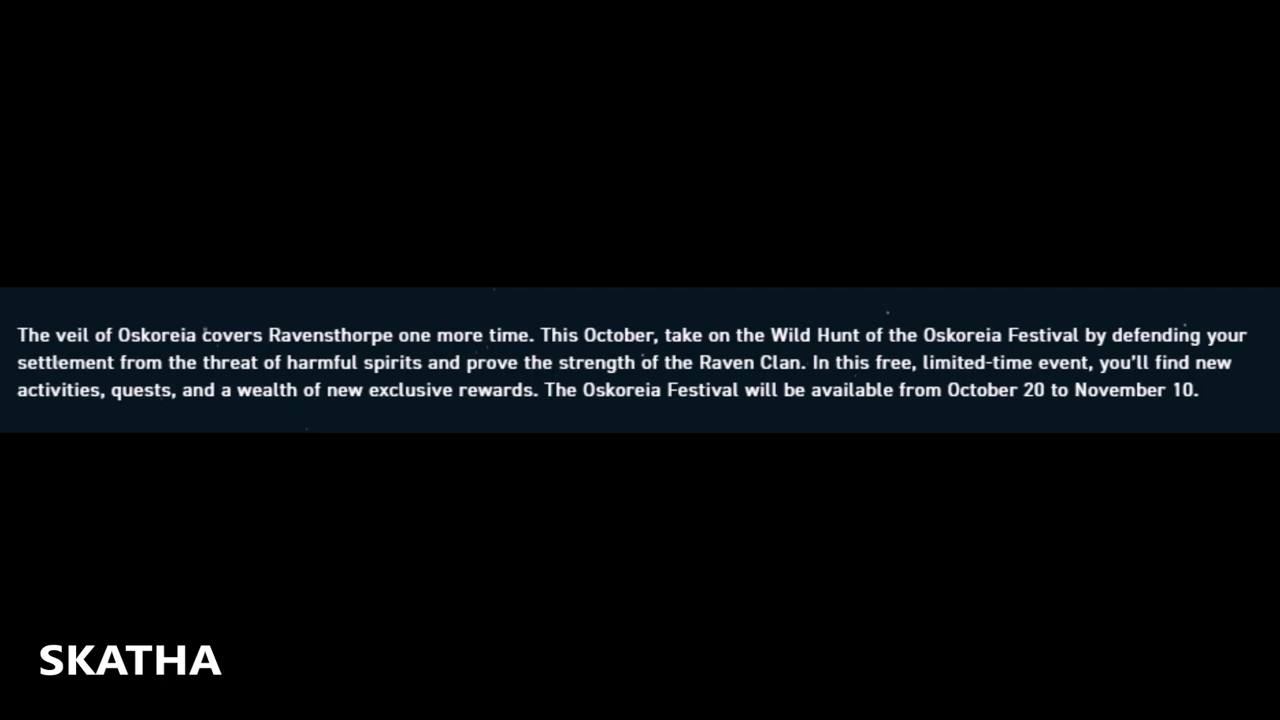 The veil of Oskoreia covers Ravensthorpe one more time. This October, take on the Wild Hunt of the Oskoreia Festival by defending your
settlement from the threat of harmful spirits and prove the strength of the Raven Clan. In this free, limited-time event, you’ll find new
activities, quests, and a wealth of new exclusive rewards. The Oskoreia Festival will be available from October 20 to November 10.
SKATHA